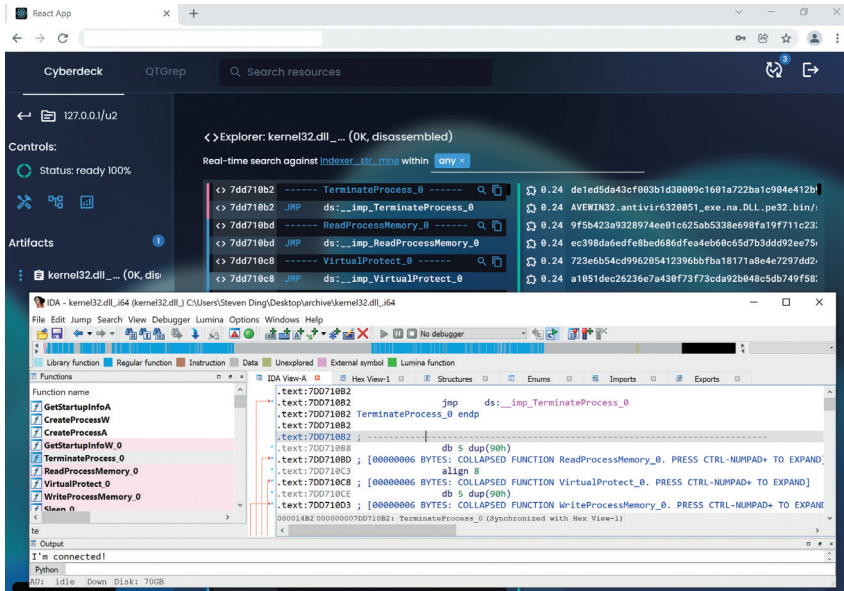 React App
Cyberdeck QTGrep Search resources 3
127.0.0.1/u2
Controls:
Status: ready 100%
Artifacts 1
kernel32.dll_... (0K, dis
<>Explorer: kernel32.dll_... (0K, disassembled)
Real-time search against indexer_str_mne within any ×
<> 7dd710b2 ------ TerminateProcess_0 ------
<> 7dd710b2 JMP ds:__imp_TerminateProcess_0
<> 7dd710bd ------ ReadProcessMemory_0 ------
<> 7dd710bd JMP ds:__imp_ReadProcessMemory_0
<> 7dd710c8 ------ VirtualProtect_0 ------
<> 7dd710c8 JMP ds:__imp_VirtualProtect_0
0.24 de1ed5da43cf003b1d30009c1601a722ba1c904e412b
0.24 AVEWIN32.antivir6320051_exe.na.DLL.pe32.bin/
0.24 9f5b423a9328974ee01c625ab5338e698fa19f711c23
0.24 ec398da6edfe8bed686dfea4eb60c65d7b3ddd92ee75
0.24 723e6b54cd996205412396bbfba18171a8e4e7297dd2
0.24 a1051dec26236e7a430f73f73cda92b048c5db749f58
IDA - kernel32.dll_.i64 (kernel32.dll_) C:\Users\Steven Ding\Desktop\archive\kernel32.dll_.i64
File Edit Jump Search View Debugger Lumina Options Windows Help
No debugger
Library function Regular function Instruction Data Unexplored External symbol Lumina function
Functions
Function name
GetStartupInfoA
CreateProcessW
CreateProcessA
GetStartupInfoW_0
TerminateProcess_0
ReadProcessMemory_0
VirtualProtect_0
WriteProcessMemory_0
Sleep_0
te
IDA View-A Hex View-1 Structures Enums Imports Exports
.text:7DD710B2
.text:7DD710B2 jmp ds:__imp_TerminateProcess_0
.text:7DD710B2 TerminateProcess_0 endp
.text:7DD710B2
.text:7DD710B2 ; ---------------------------------------------------------------------------
.text:7DD710B8 db 5 dup(90h)
.text:7DD710BD ; [00000006 BYTES: COLLAPSED FUNCTION ReadProcessMemory_0. PRESS CTRL-NUMPAD+ TO EXPAND]
.text:7DD710C3 align 8
.text:7DD710C8 ; [00000006 BYTES: COLLAPSED FUNCTION VirtualProtect_0. PRESS CTRL-NUMPAD+ TO EXPAND]
.text:7DD710CE db 5 dup(90h)
.text:7DD710D3 ; [00000006 BYTES: COLLAPSED FUNCTION WriteProcessMemory_0. PRESS CTRL-NUMPAD+ TO EXPAND
000014B2 000000007DD710B2: TerminateProcess_0 (Synchronized with Hex View-1)
Output
I'm connected!
Python
AU: idle Down Disk: 70GB